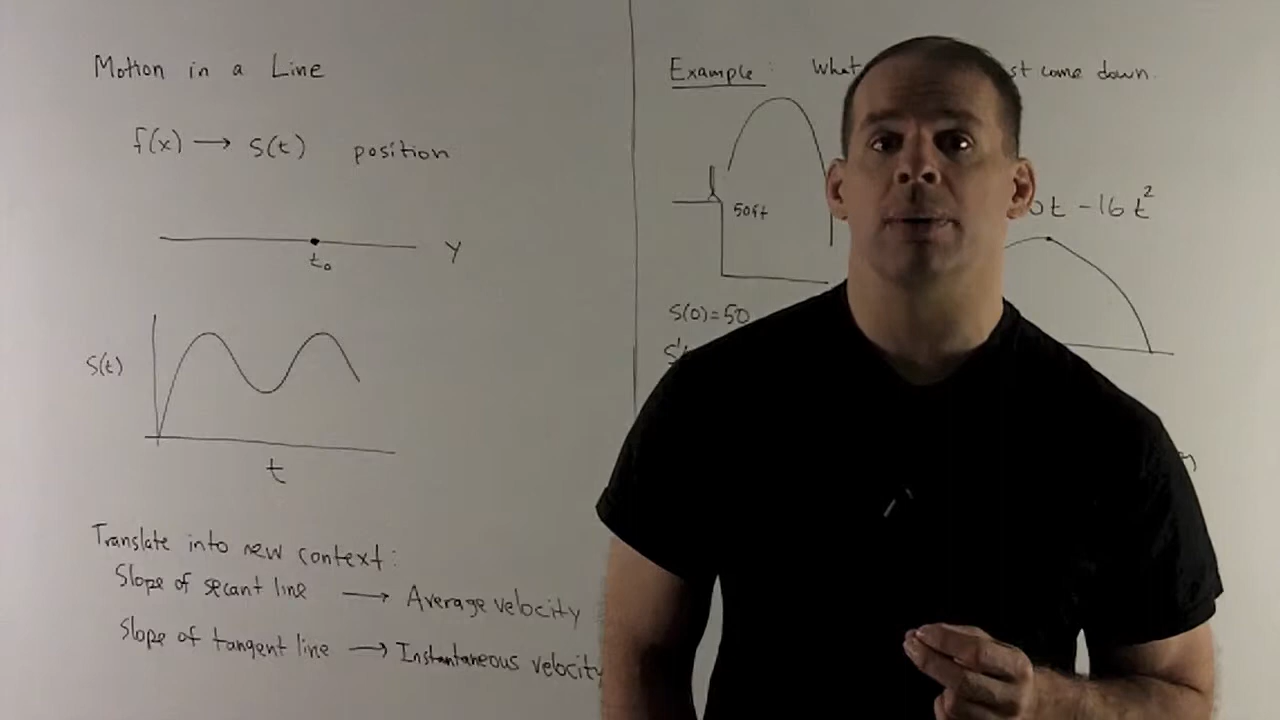 Motion in a Line
f(x) → s(t) position
y
t₀
s(t)
t
Translate into new context:
Slope of secant line → Average velocity
Slope of tangent line → Instantaneous velocity
Example: What st come down.
50ft
0t - 16t²
s(0)=50
s'